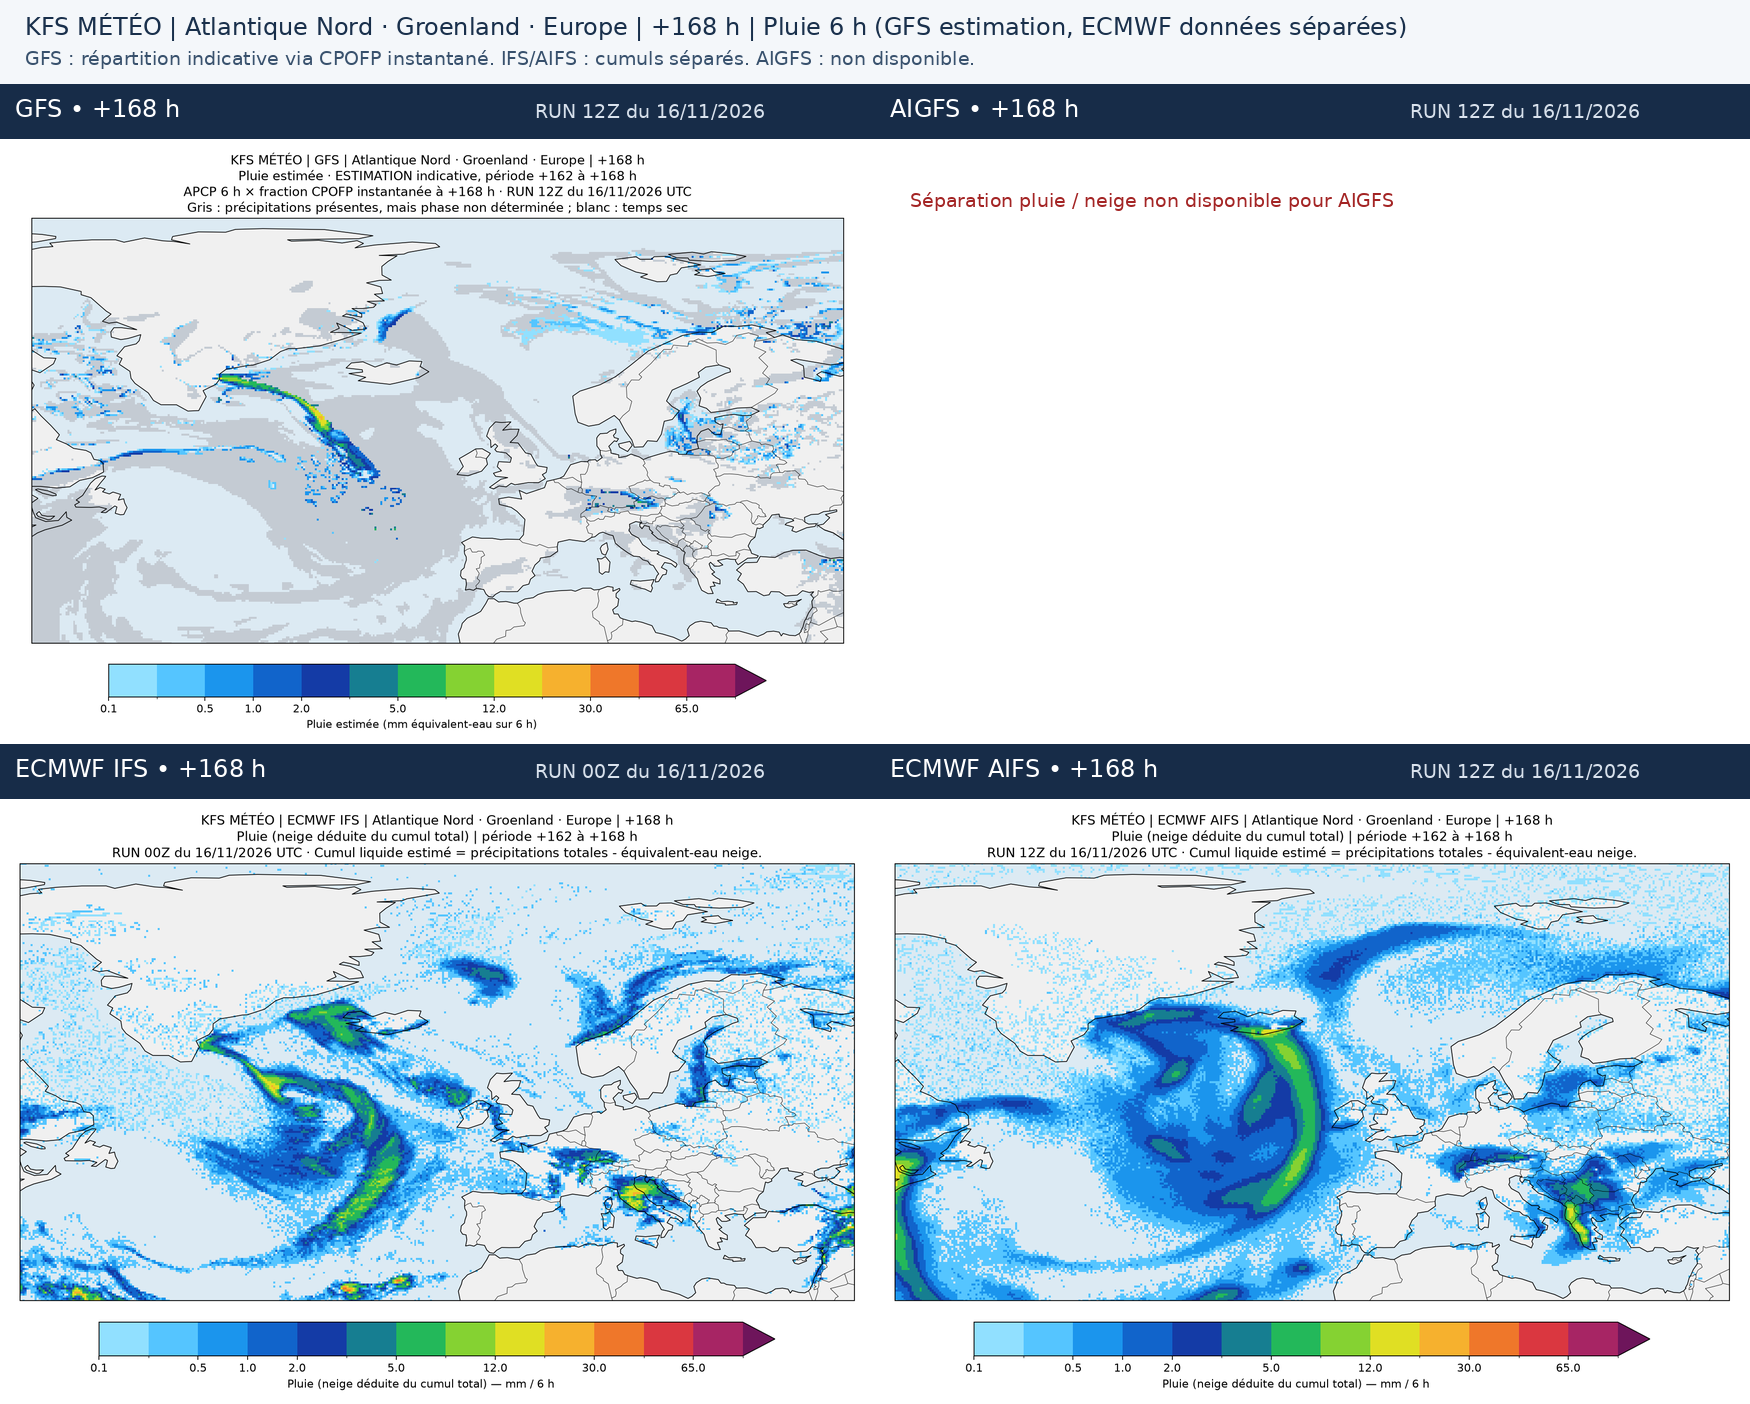 KFS MÉTÉO | Atlantique Nord · Groenland · Europe | +168 h | Pluie 6 h (GFS estimation, ECMWF données séparées)
GFS : répartition indicative via CPOFP instantané. IFS/AIFS : cumuls séparés. AIGFS : non disponible.
GFS • +168 h
RUN 12Z du 16/11/2026
AIGFS • +168 h
RUN 12Z du 16/11/2026
KFS MÉTÉO | GFS | Atlantique Nord · Groenland · Europe | +168 h
Pluie estimée · ESTIMATION indicative, période +162 à +168 h
APCP 6 h × fraction CPOFP instantanée à +168 h · RUN 12Z du 16/11/2026 UTC
Gris : précipitations présentes, mais phase non déterminée ; blanc : temps sec
Séparation pluie / neige non disponible pour AIGFS
0.1 0.5 1.0 2.0 5.0 12.0 30.0 65.0
Pluie estimée (mm équivalent-eau sur 6 h)
ECMWF IFS • +168 h
RUN 00Z du 16/11/2026
ECMWF AIFS • +168 h
RUN 12Z du 16/11/2026
KFS MÉTÉO | ECMWF IFS | Atlantique Nord · Groenland · Europe | +168 h
Pluie (neige déduite du cumul total) | période +162 à +168 h
RUN 00Z du 16/11/2026 UTC · Cumul liquide estimé = précipitations totales - équivalent-eau neige.
KFS MÉTÉO | ECMWF AIFS | Atlantique Nord · Groenland · Europe | +168 h
Pluie (neige déduite du cumul total) | période +162 à +168 h
RUN 12Z du 16/11/2026 UTC · Cumul liquide estimé = précipitations totales - équivalent-eau neige.
0.1 0.5 1.0 2.0 5.0 12.0 30.0 65.0
Pluie (neige déduite du cumul total) — mm / 6 h
0.1 0.5 1.0 2.0 5.0 12.0 30.0 65.0
Pluie (neige déduite du cumul total) — mm / 6 h